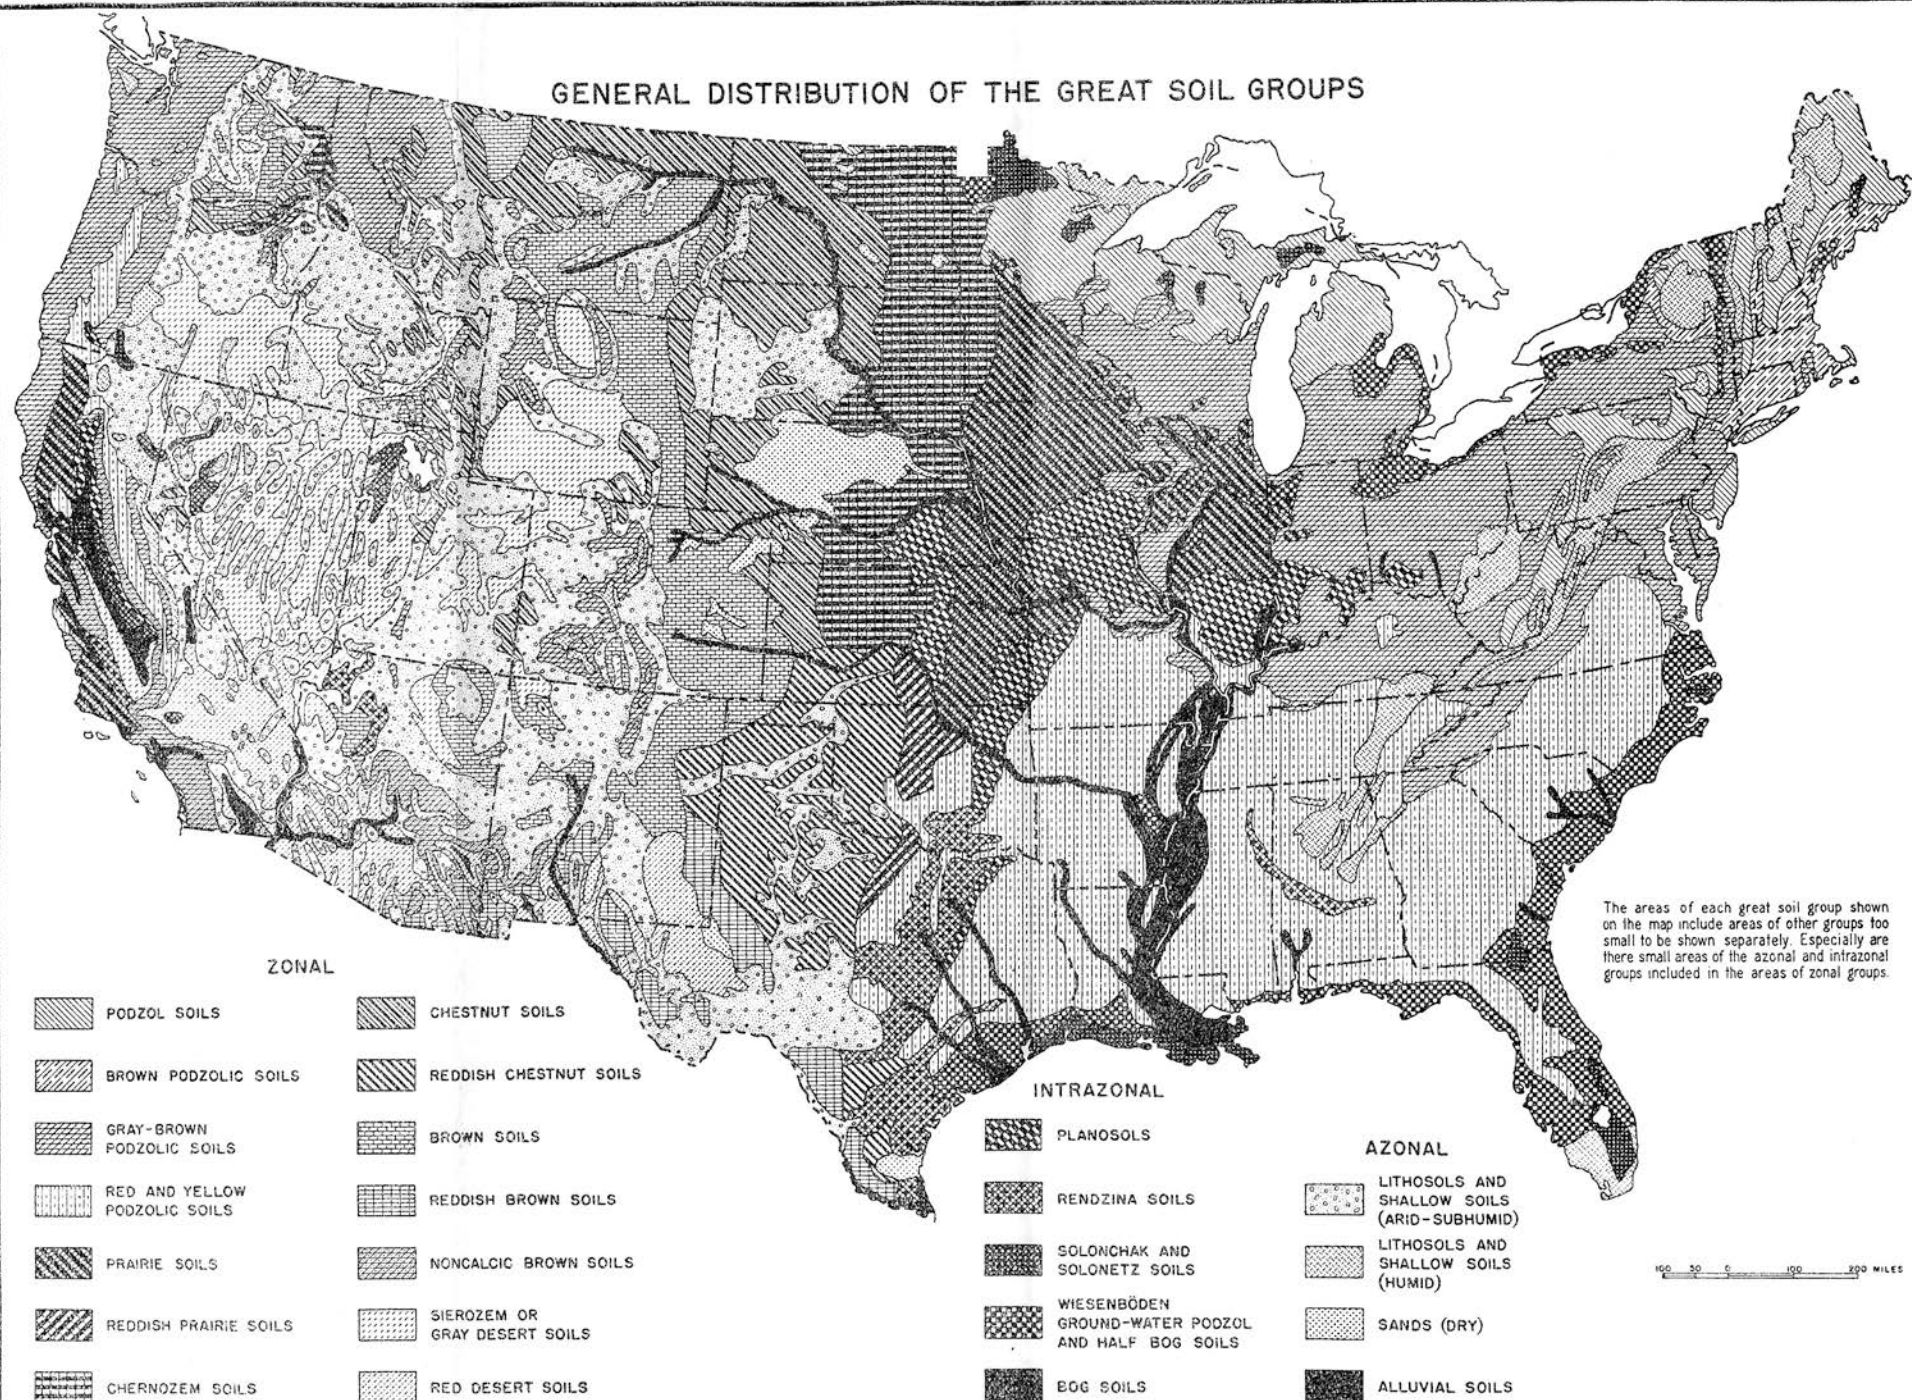 GENERAL DISTRIBUTION OF THE GREAT SOIL GROUPS
The areas of each great soil group shown
on the map include areas of other groups too
small to be shown separately. Especially are
there small areas of the azonal and intrazonal
groups included in the areas of zonal groups.
ZONAL
PODZOL SOILS
BROWN PODZOLIC SOILS
GRAY-BROWN
PODZOLIC SOILS
RED AND YELLOW
PODZOLIC SOILS
PRAIRIE SOILS
REDDISH PRAIRIE SOILS
CHERNOZEM SOILS
CHESTNUT SOILS
REDDISH CHESTNUT SOILS
BROWN SOILS
REDDISH BROWN SOILS
NONCALCIC BROWN SOILS
SIEROZEM OR
GRAY DESERT SOILS
RED DESERT SOILS
INTRAZONAL
PLANOSOLS
RENDZINA SOILS
SOLONCHAK AND
SOLONETZ SOILS
WIESENBÖDEN
GROUND-WATER PODZOL
AND HALF BOG SOILS
BOG SOILS
AZONAL
LITHOSOLS AND
SHALLOW SOILS
(ARID-SUBHUMID)
LITHOSOLS AND
SHALLOW SOILS
(HUMID)
SANDS (DRY)
ALLUVIAL SOILS
100 50 0 100 200 MILES